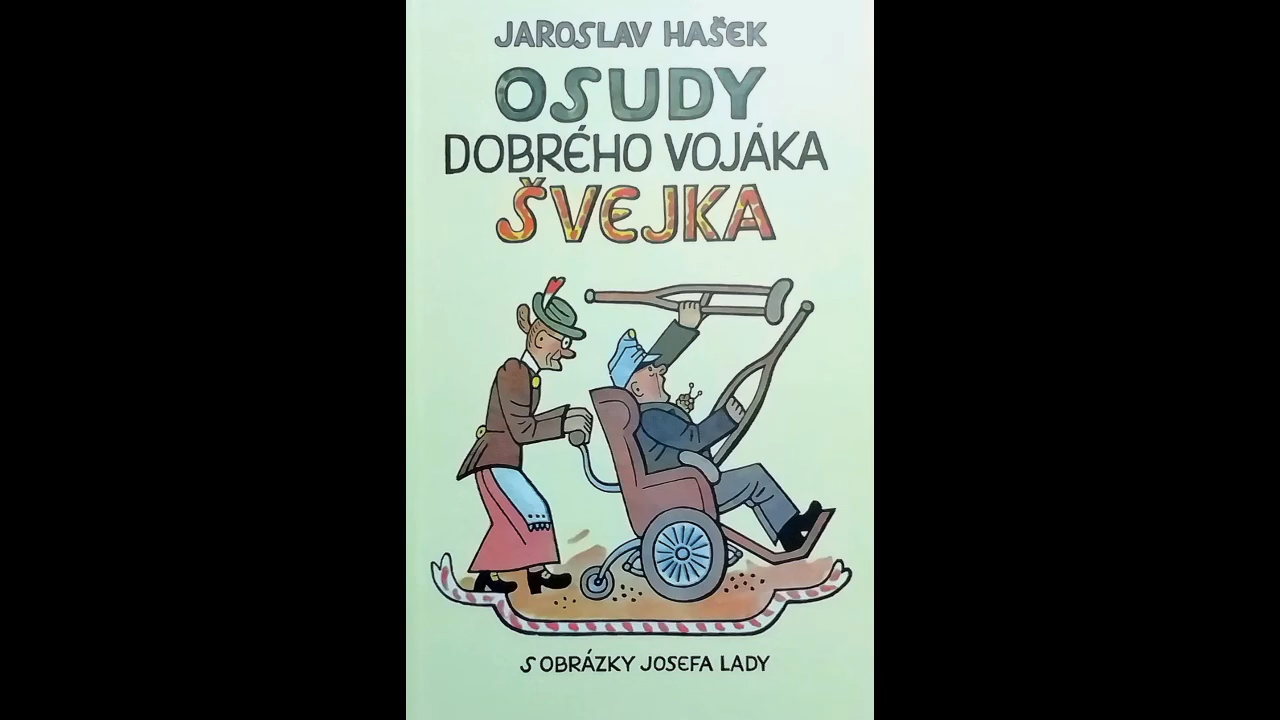 JAROSLAV HAŠEK
OSUDY
DOBRÉHO VOJÁKA
ŠVEJKA
S OBRÁZKY JOSEFA LADY